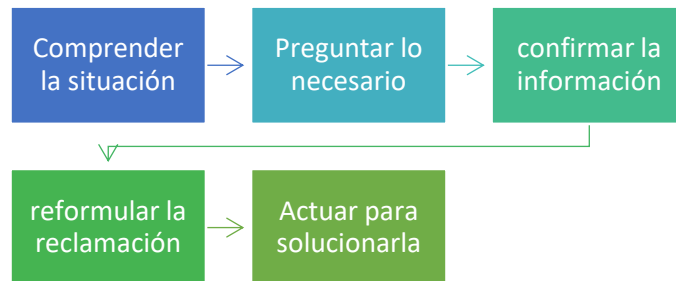 Comprender
la situación
Preguntar lo
necesario
confirmar la
información
reformular la
reclamación
Actuar para
solucionarla